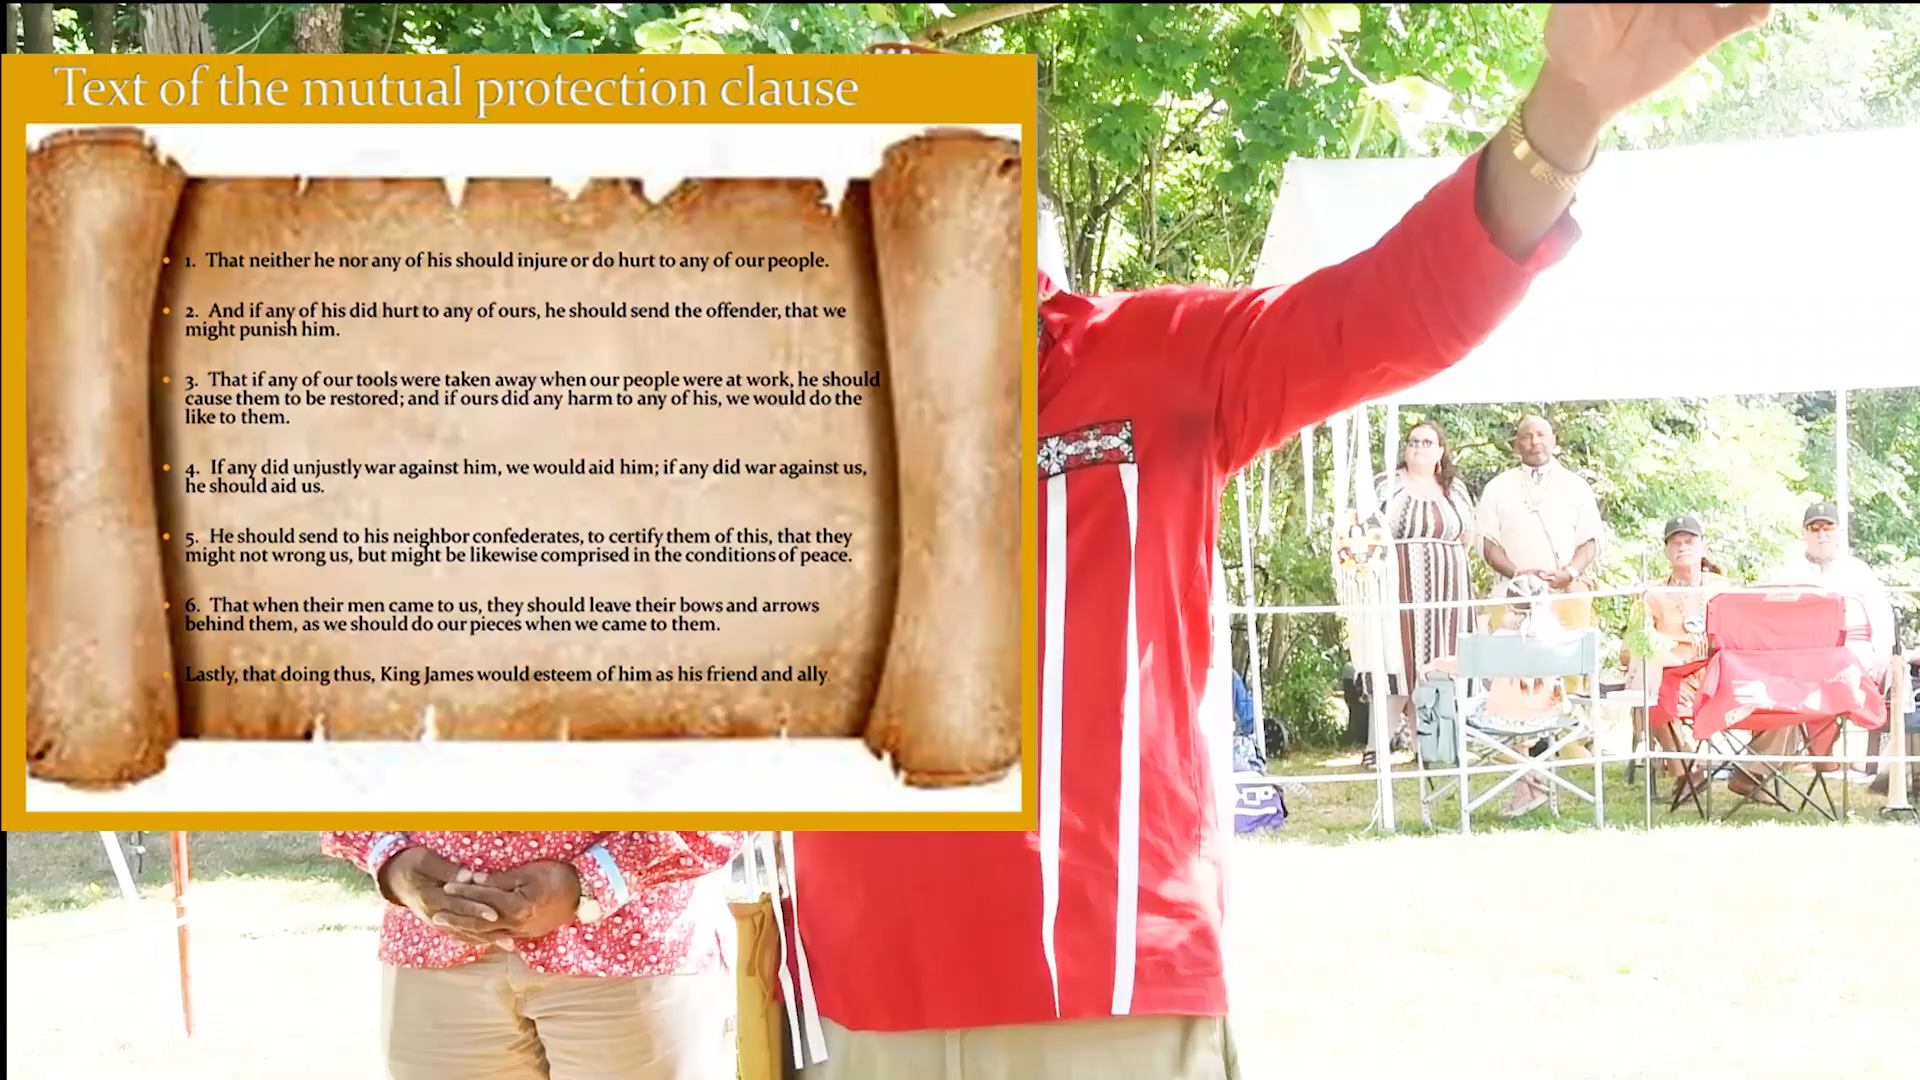 Text of the mutual protection clause
• 1. That neither he nor any of his should injure or do hurt to any of our people.
• 2. And if any of his did hurt to any of ours, he should send the offender, that we
might punish him.
• 3. That if any of our tools were taken away when our people were at work, he should
cause them to be restored; and if ours did any harm to any of his, we would do the
like to them.
• 4. If any did unjustly war against him, we would aid him; if any did war against us,
he should aid us.
• 5. He should send to his neighbor confederates, to certify them of this, that they
might not wrong us, but might be likewise comprised in the conditions of peace.
• 6. That when their men came to us, they should leave their bows and arrows
behind them, as we should do our pieces when we came to them.
• Lastly, that doing thus, King James would esteem of him as his friend and ally.